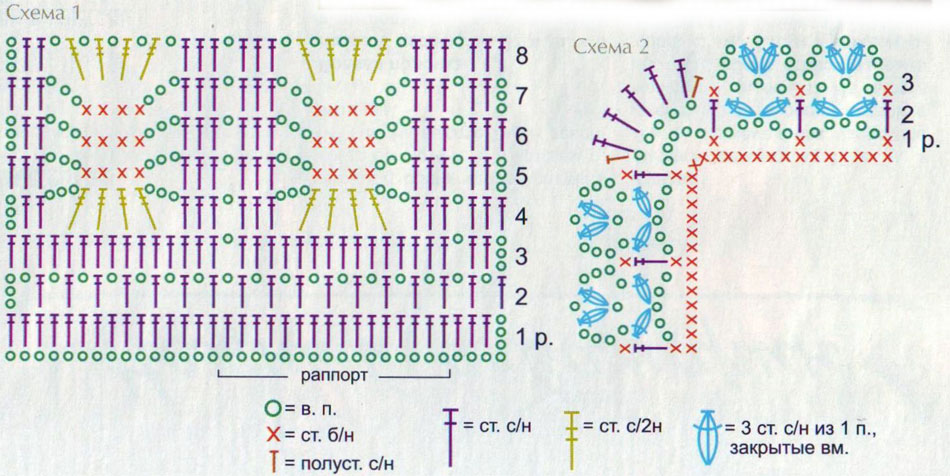 Схема 1
Схема 2
8
7
6
5
4
3
2
1 р.
3
2
1 р.
раппорт
= в. п.
= ст. б/н
= полуст. с/н
= ст. с/н
= ст. с/2н
= 3 ст. с/н из 1 п.,
закрытые вм.